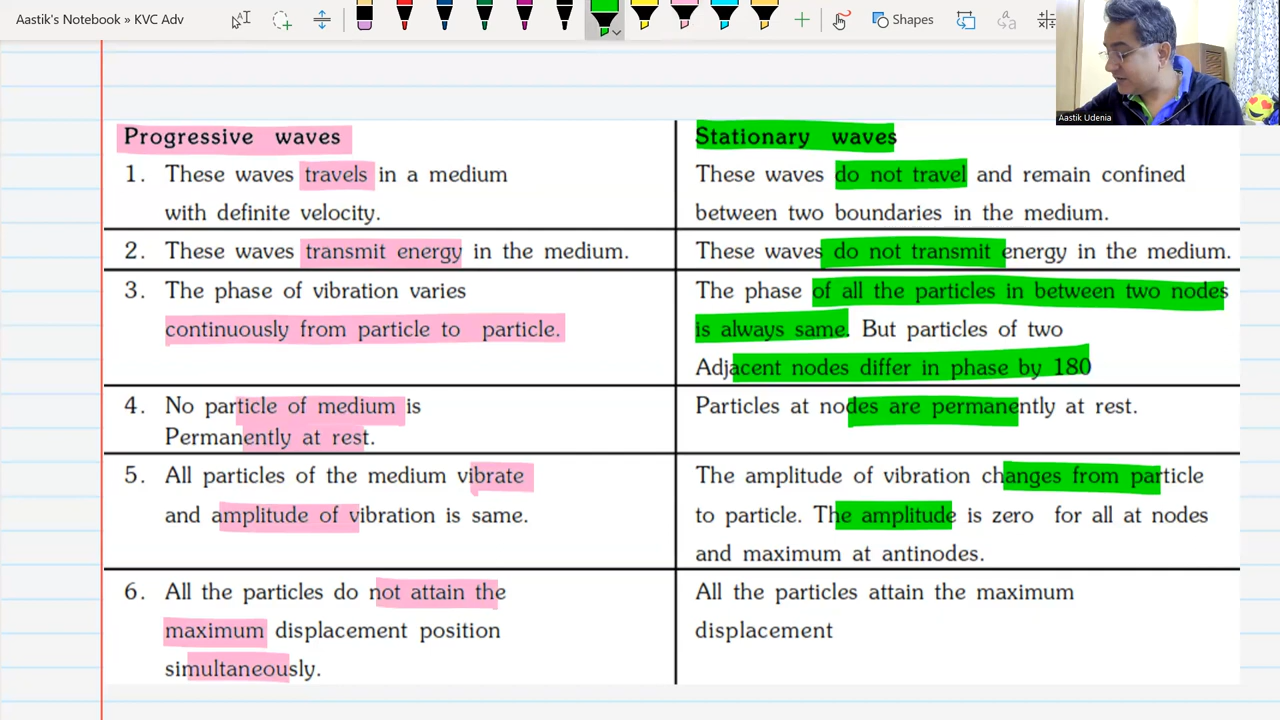 Aastik's Notebook » KVC Adv
Shapes
Aastik Udenia
Progressive waves
1. These waves travels in a medium
with definite velocity.
Stationary waves
These waves do not travel and remain confined
between two boundaries in the medium.
2. These waves transmit energy in the medium.
These waves do not transmit energy in the medium.
3. The phase of vibration varies
continuously from particle to particle.
The phase of all the particles in between two nodes
is always same. But particles of two
Adjacent nodes differ in phase by 180
4. No particle of medium is
Permanently at rest.
Particles at nodes are permanently at rest.
5. All particles of the medium vibrate
and amplitude of vibration is same.
The amplitude of vibration changes from particle
to particle. The amplitude is zero for all at nodes
and maximum at antinodes.
6. All the particles do not attain the
maximum displacement position
simultaneously.
All the particles attain the maximum
displacement